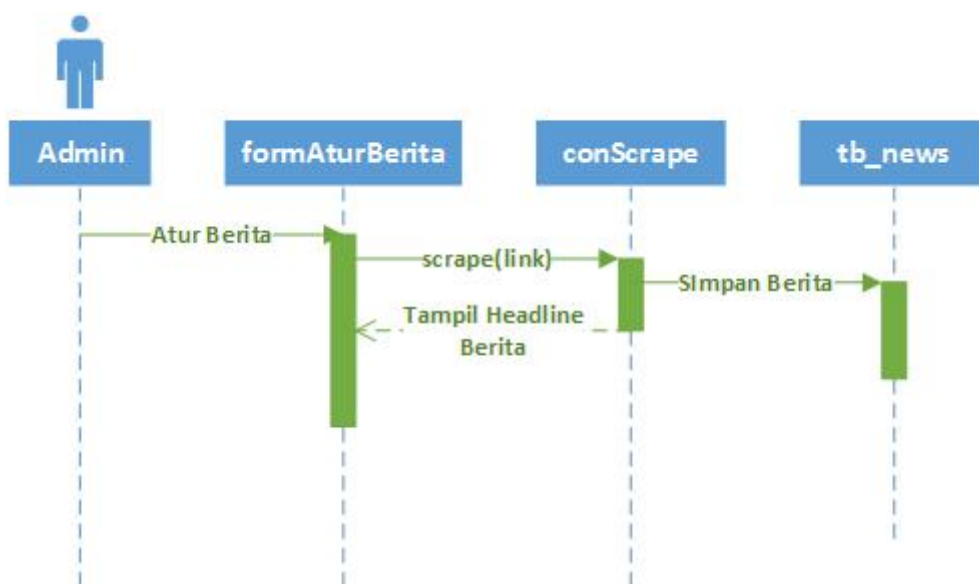 Admin
formAturBerita
conScrape
tb_news
Atur Berita
scrape(link)
SImpan Berita
Tampil Headline
Berita